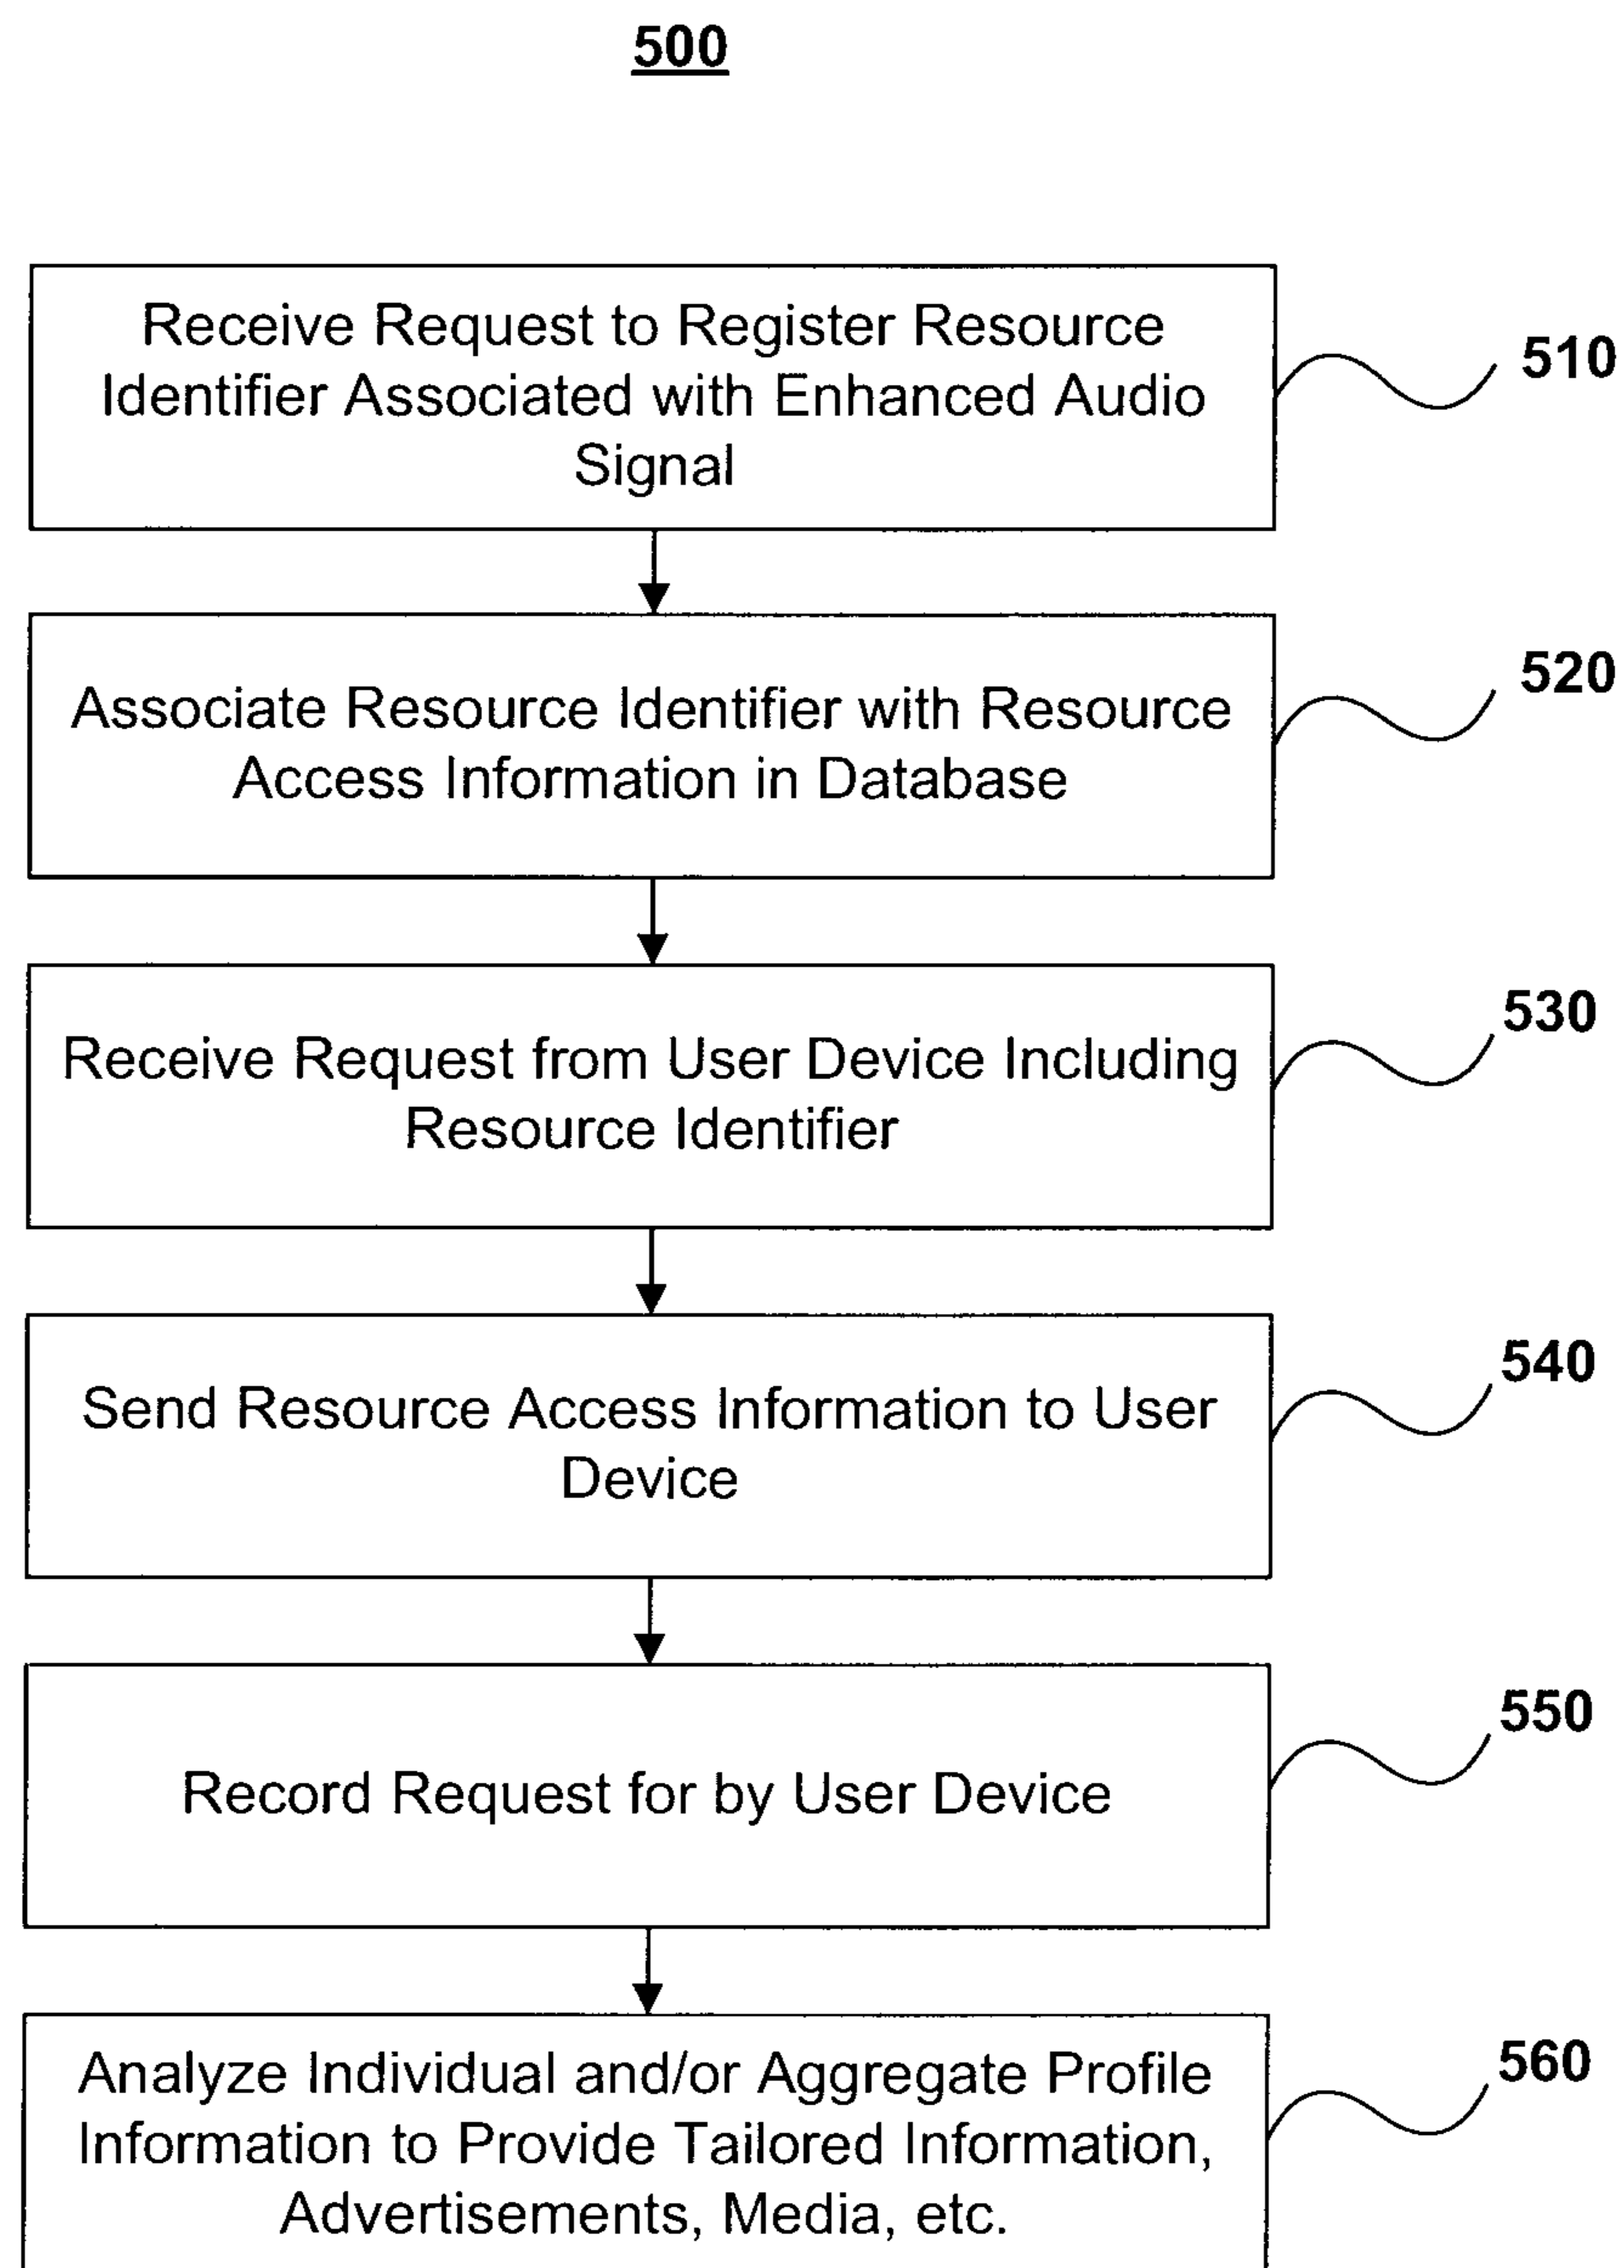 500
Receive Request to Register Resource
Identifier Associated with Enhanced Audio
Signal
510
Associate Resource Identifier with Resource
Access Information in Database
520
Receive Request from User Device Including
Resource Identifier
530
Send Resource Access Information to User
Device
540
Record Request for by User Device
550
Analyze Individual and/or Aggregate Profile
Information to Provide Tailored Information,
Advertisements, Media, etc.
560